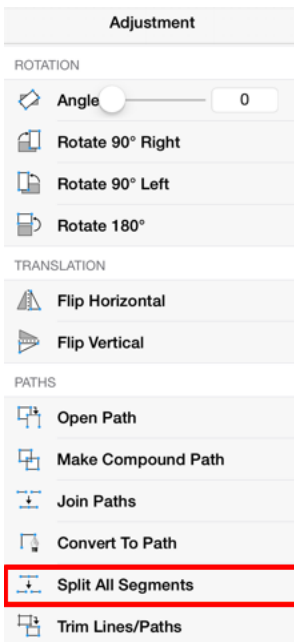 Adjustment
ROTATION
Angle 0
Rotate 90° Right
Rotate 90° Left
Rotate 180°
TRANSLATION
Flip Horizontal
Flip Vertical
PATHS
Open Path
Make Compound Path
Join Paths
Convert To Path
Split All Segments
Trim Lines/Paths